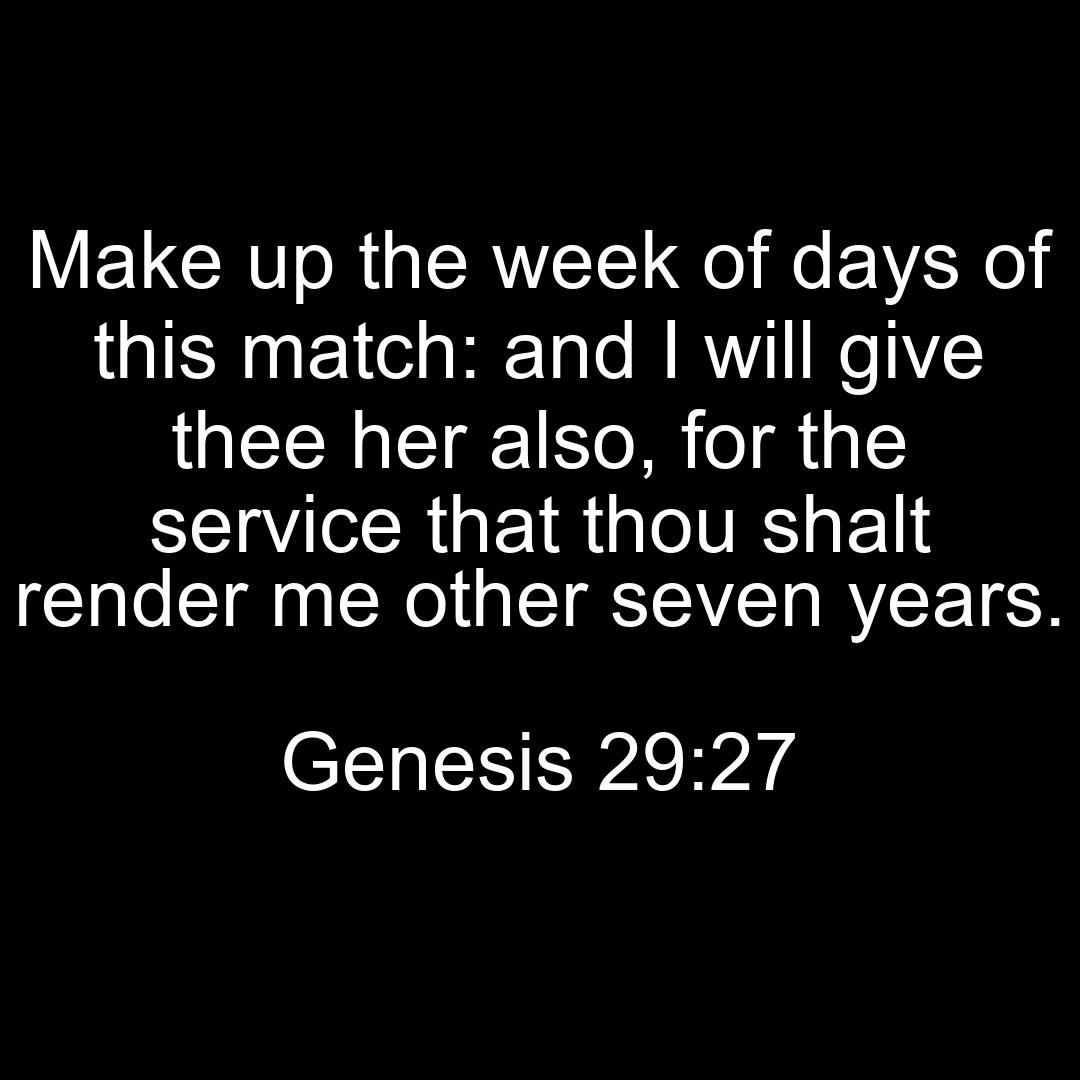 Make up the week of days of
this match: and I will give
thee her also, for the
service that thou shalt
render me other seven years.
Genesis 29:27